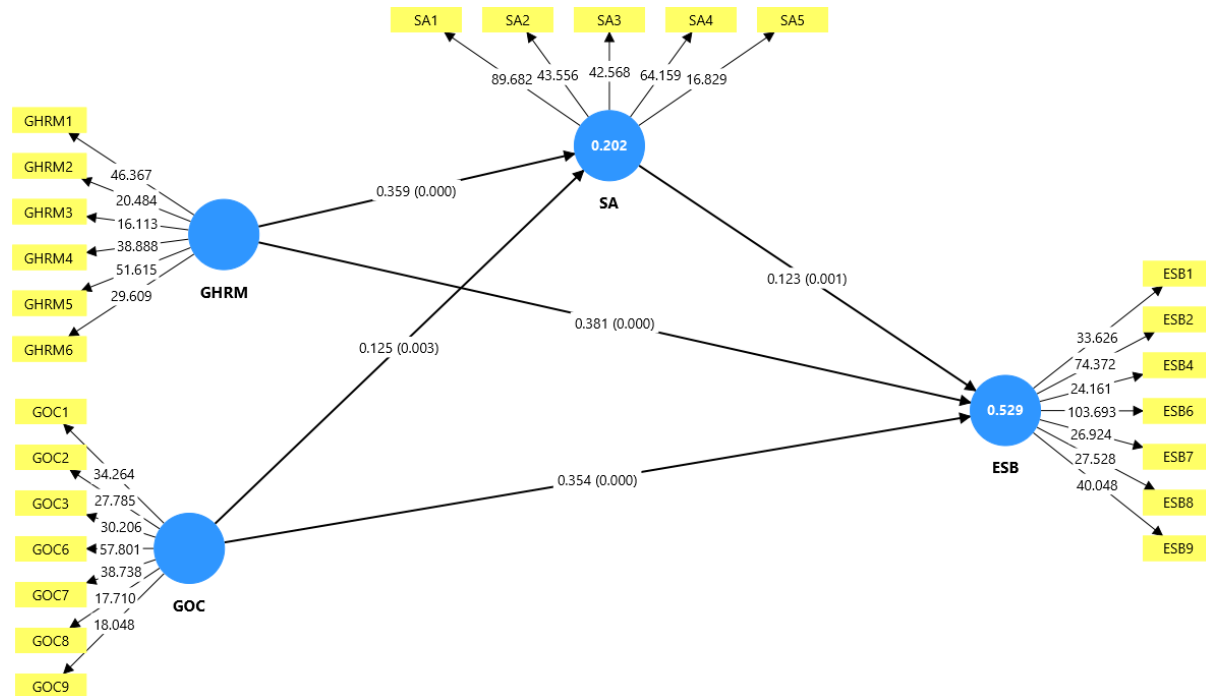 SA1
SA2
SA3
SA4
SA5
89.682
43.556
42.568
64.159
16.829
0.202
SA
GHRM1
GHRM2
GHRM3
GHRM4
GHRM5
GHRM6
46.367
20.484
16.113
38.888
51.615
29.609
GHRM
0.359 (0.000)
0.123 (0.001)
0.381 (0.000)
0.125 (0.003)
0.354 (0.000)
GOC1
GOC2
GOC3
GOC6
GOC7
GOC8
GOC9
34.264
27.785
30.206
57.801
38.738
17.710
18.048
GOC
0.529
ESB
33.626
74.372
24.161
103.693
26.924
27.528
40.048
ESB1
ESB2
ESB4
ESB6
ESB7
ESB8
ESB9